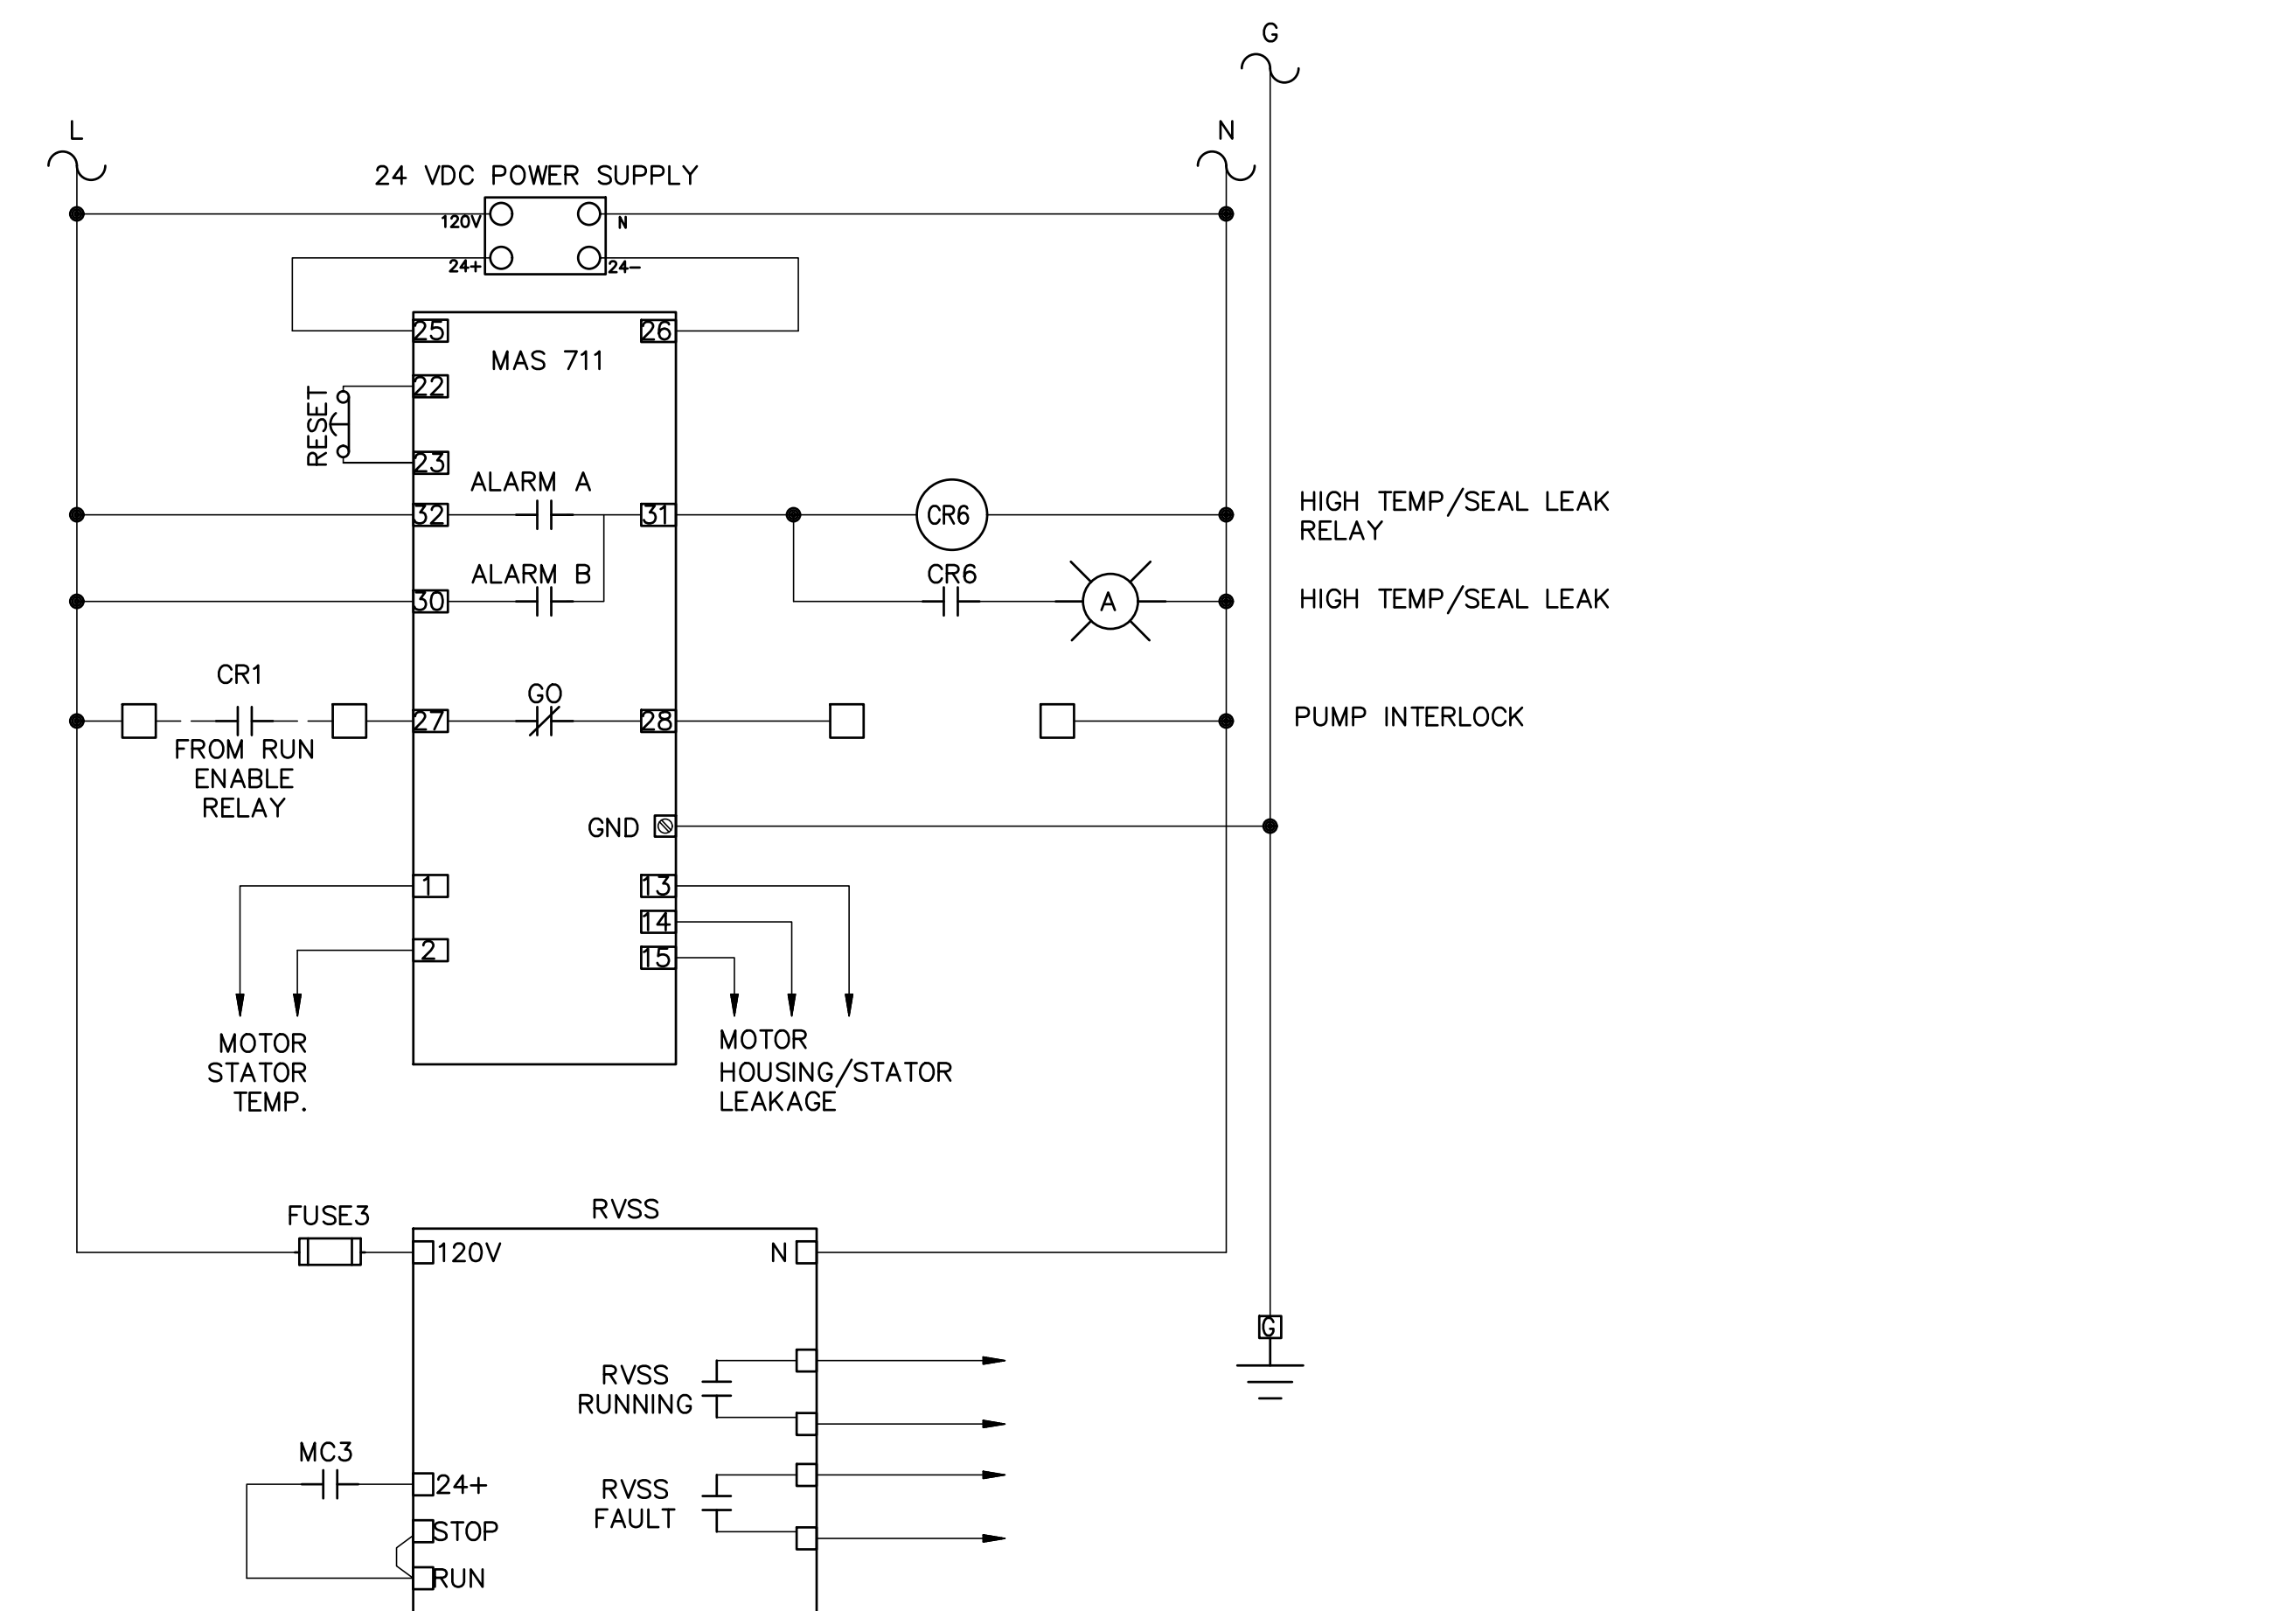 G
L
N
24 VDC POWER SUPPLY
120V
N
24+
24-
25
26
MAS 711
22
RESET
23
ALARM A
32
31
CR6
HIGH TEMP/SEAL LEAK
RELAY
ALARM B
30
CR6
A
HIGH TEMP/SEAL LEAK
CR1
GO
27
28
PUMP INTERLOCK
FROM RUN
ENABLE
RELAY
GND
1
13
14
2
15
MOTOR
STATOR
TEMP.
MOTOR
HOUSING/STATOR
LEAKAGE
RVSS
FUSE3
120V
N
G
RVSS
RUNNING
MC3
24+
RVSS
FAULT
STOP
RUN